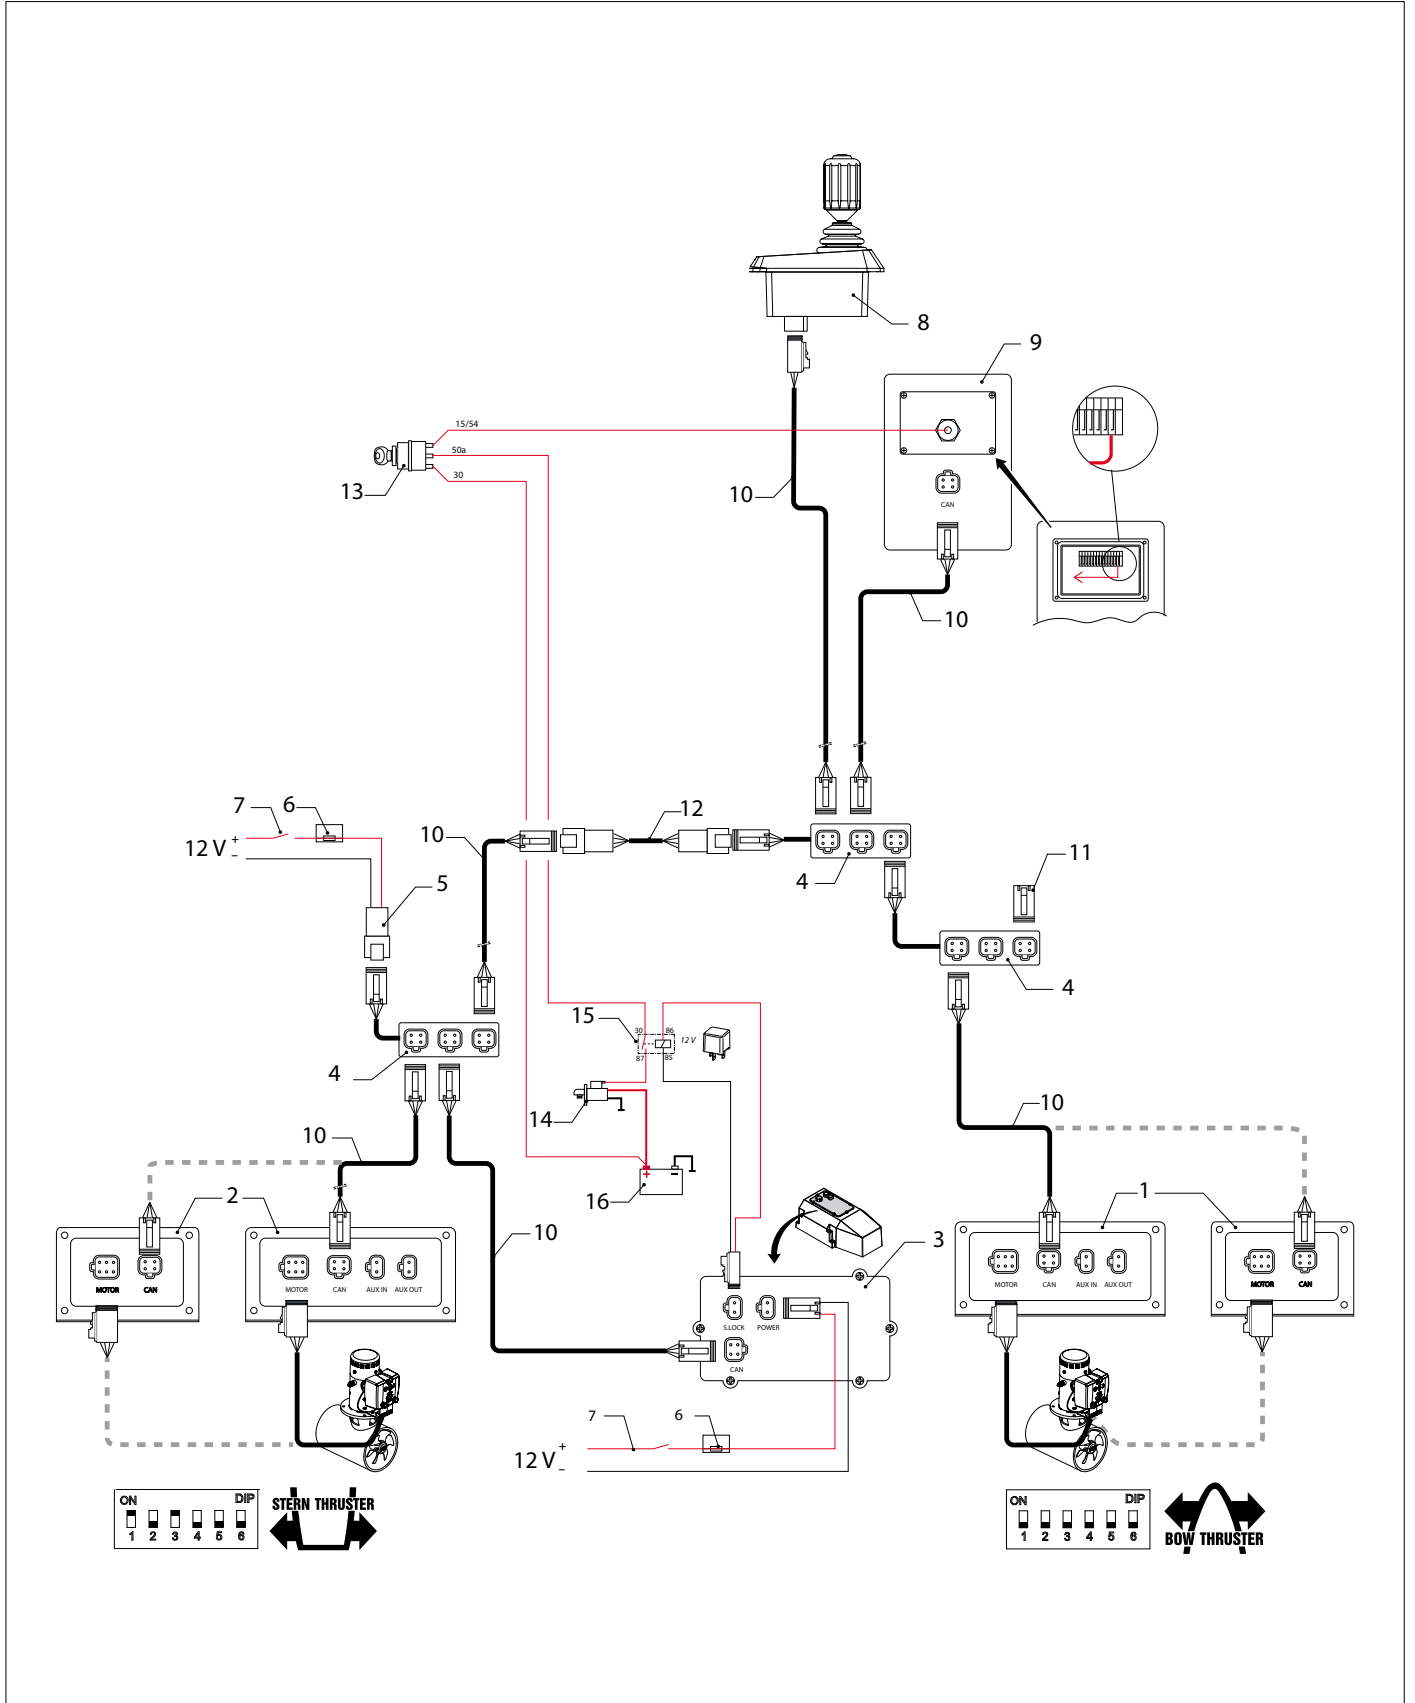 8
9
15/54
50a
30
13
10
CAN
10
7
6
12
10
12 V + −
4
11
5
4
15
30
86
12 V
87
85
4
14
10
10
16
2
10
1
3
MOTOR
CAN
MOTOR
CAN
AUX IN
AUX OUT
S.LOCK
POWER
CAN
MOTOR
CAN
AUX IN
AUX OUT
MOTOR
CAN
+
−
7
6
12 V + −
ON
DIP
1 2 3 4 5 6
STERN THRUSTER
ON
DIP
1 2 3 4 5 6
BOW THRUSTER